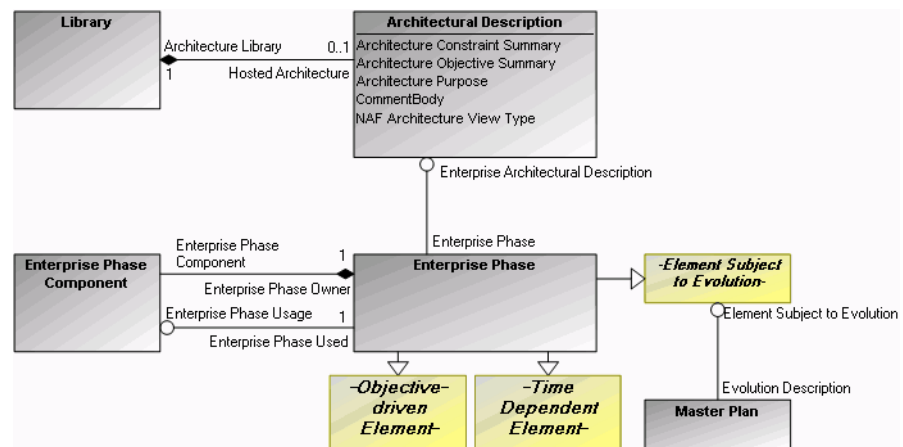 Library
Architectural Description
Architecture Library
0..1
Architecture Constraint Summary
Architecture Objective Summary
1
Hosted Architecture
Architecture Purpose
CommentBody
NAF Architecture View Type
Enterprise Architectural Description
Enterprise Phase
Enterprise Phase
Component
1
Enterprise Phase
Component
Enterprise Phase
-Element Subject
to Evolution-
Enterprise Phase Owner
Enterprise Phase Usage
1
Element Subject to Evolution
Enterprise Phase Used
-Objective-
driven
Element-
-Time
Dependent
Element-
Evolution Description
Master Plan